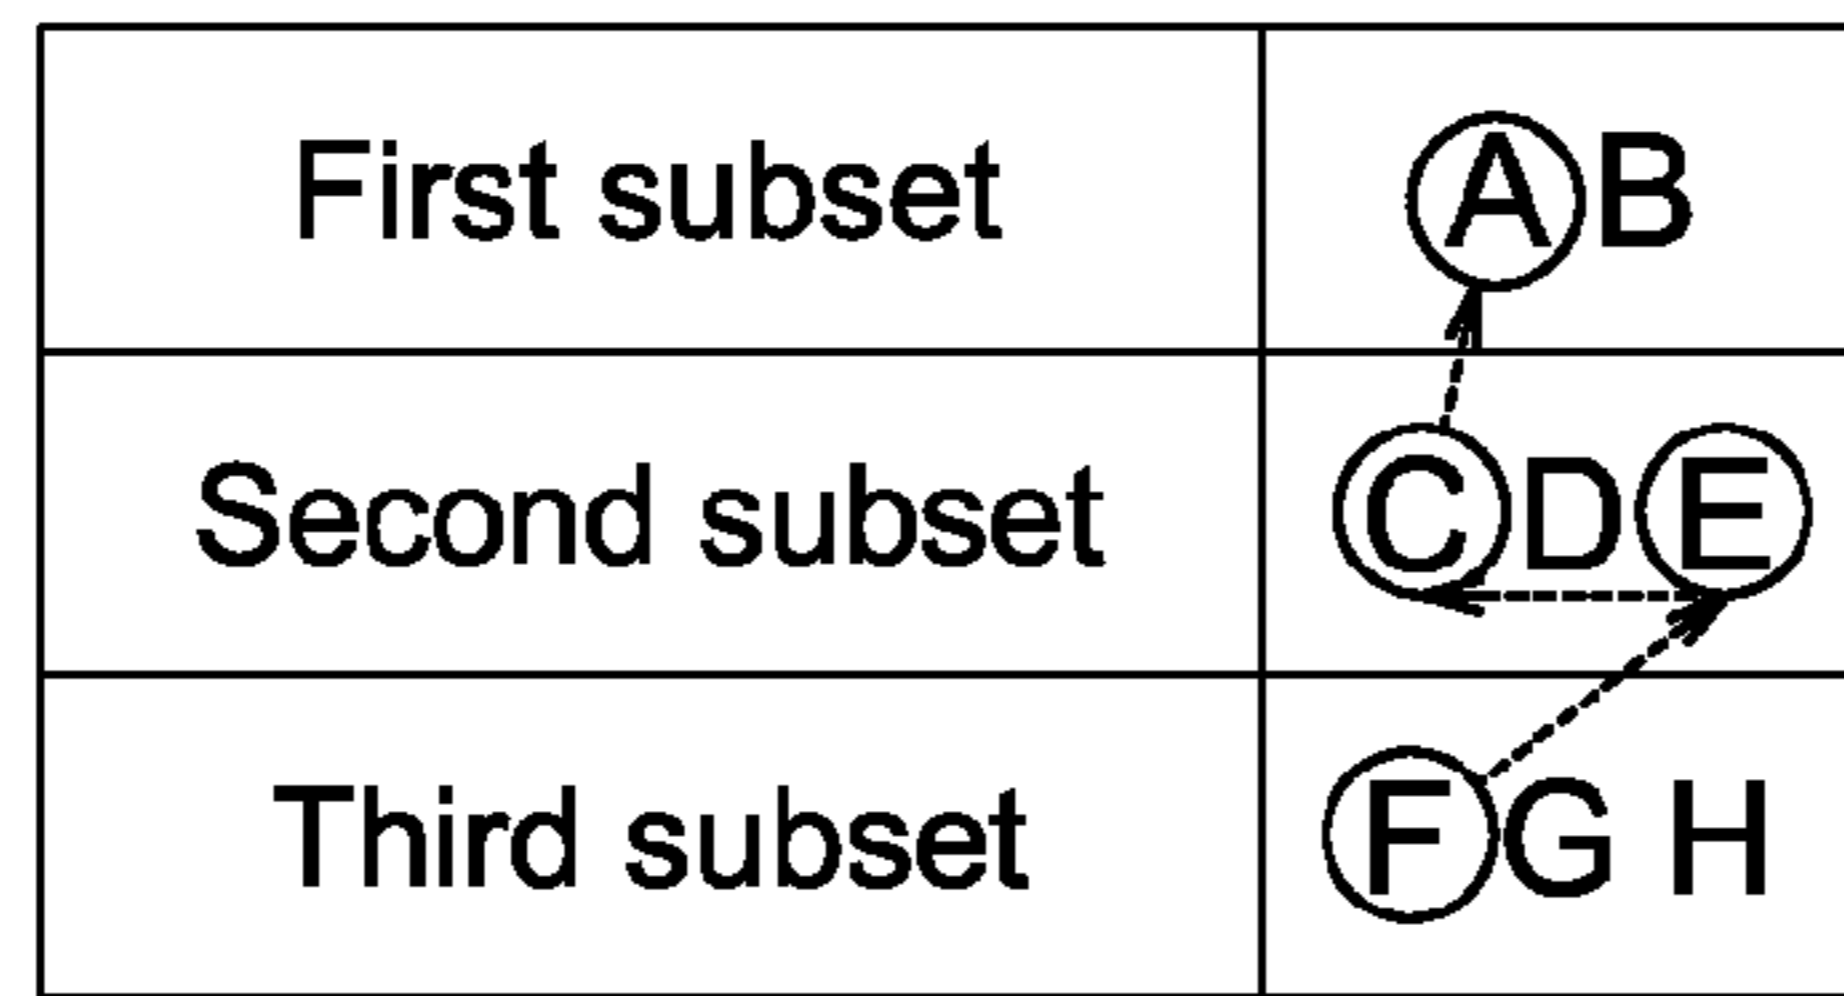 First subset
A B
Second subset
C D E
Third subset
F G H